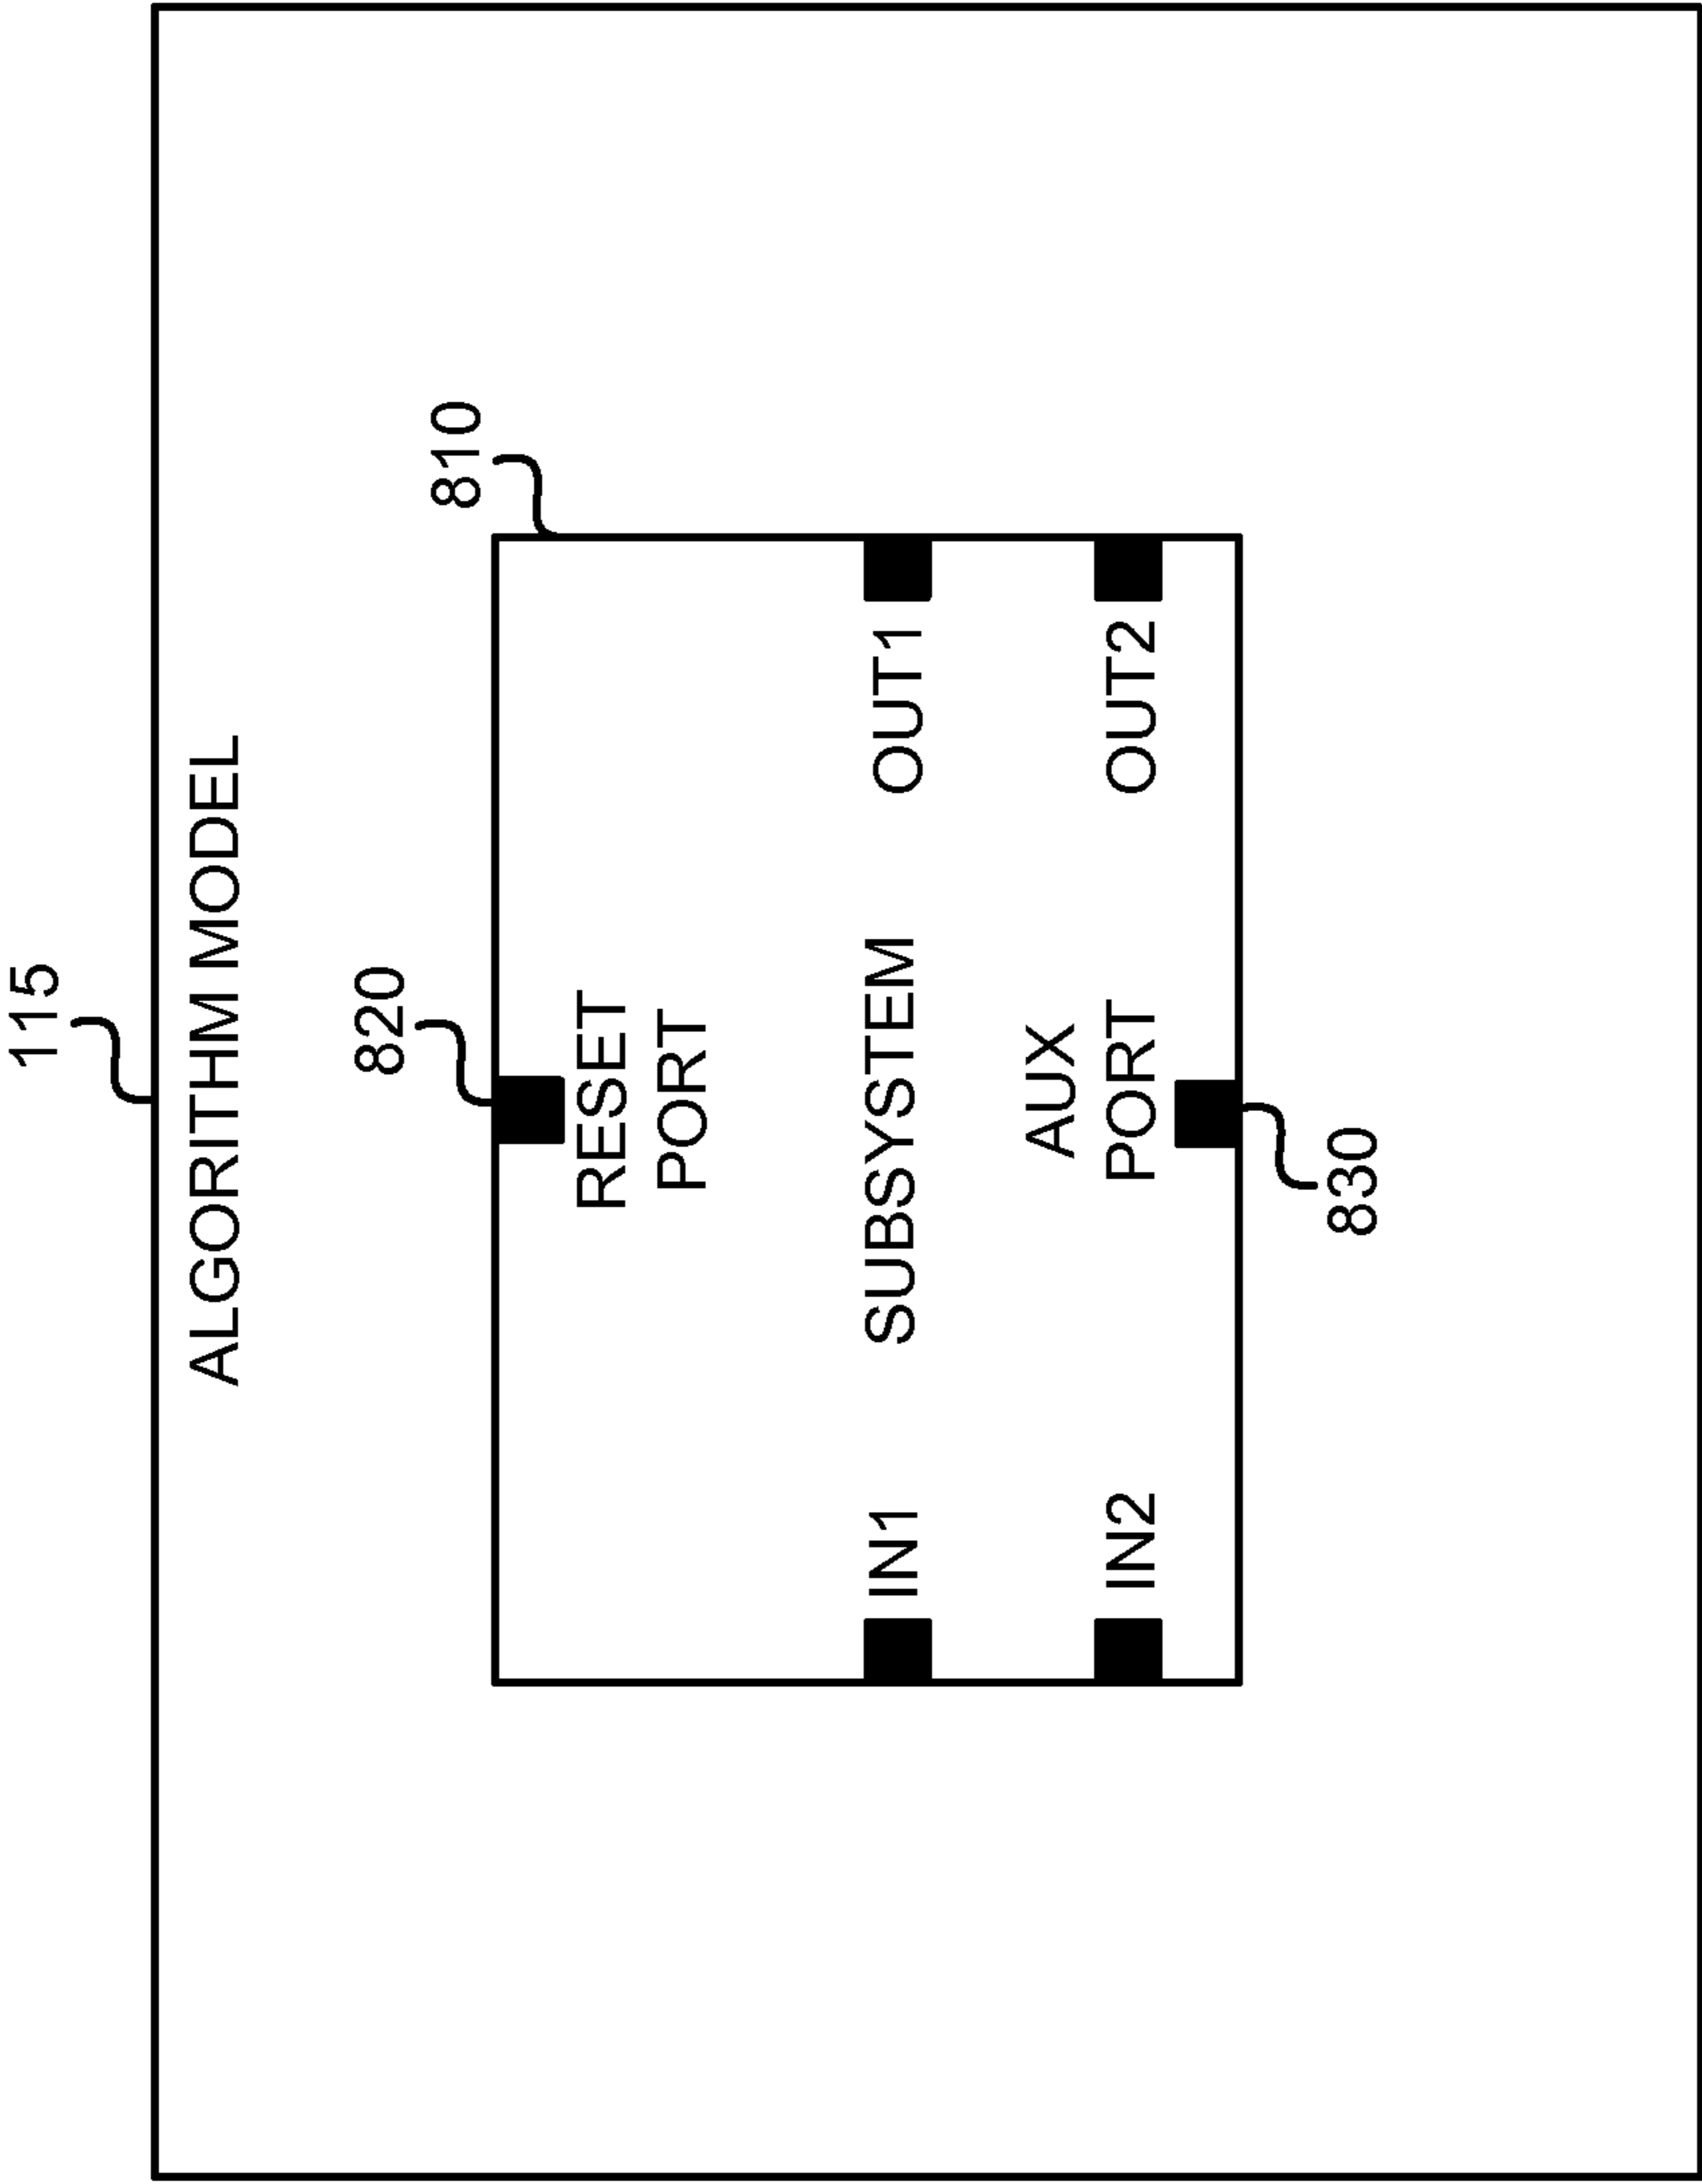 115
ALGORITHM MODEL
820
810
RESET
PORT
IN1
SUBSYSTEM
OUT1
AUX
IN2
PORT
OUT2
830